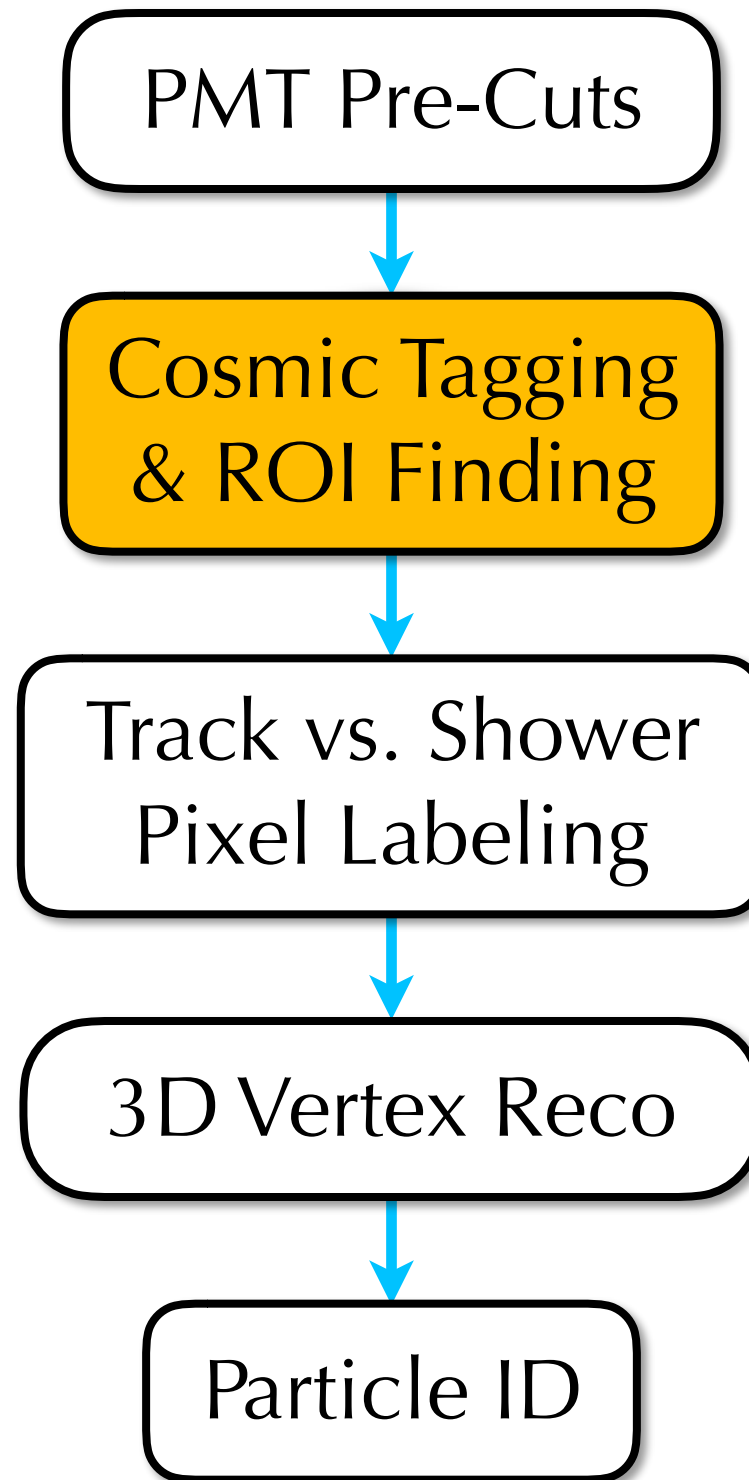 PMT Pre-Cuts
Cosmic Tagging
& ROI Finding
Track vs. Shower
Pixel Labeling
3D Vertex Reco
Particle ID